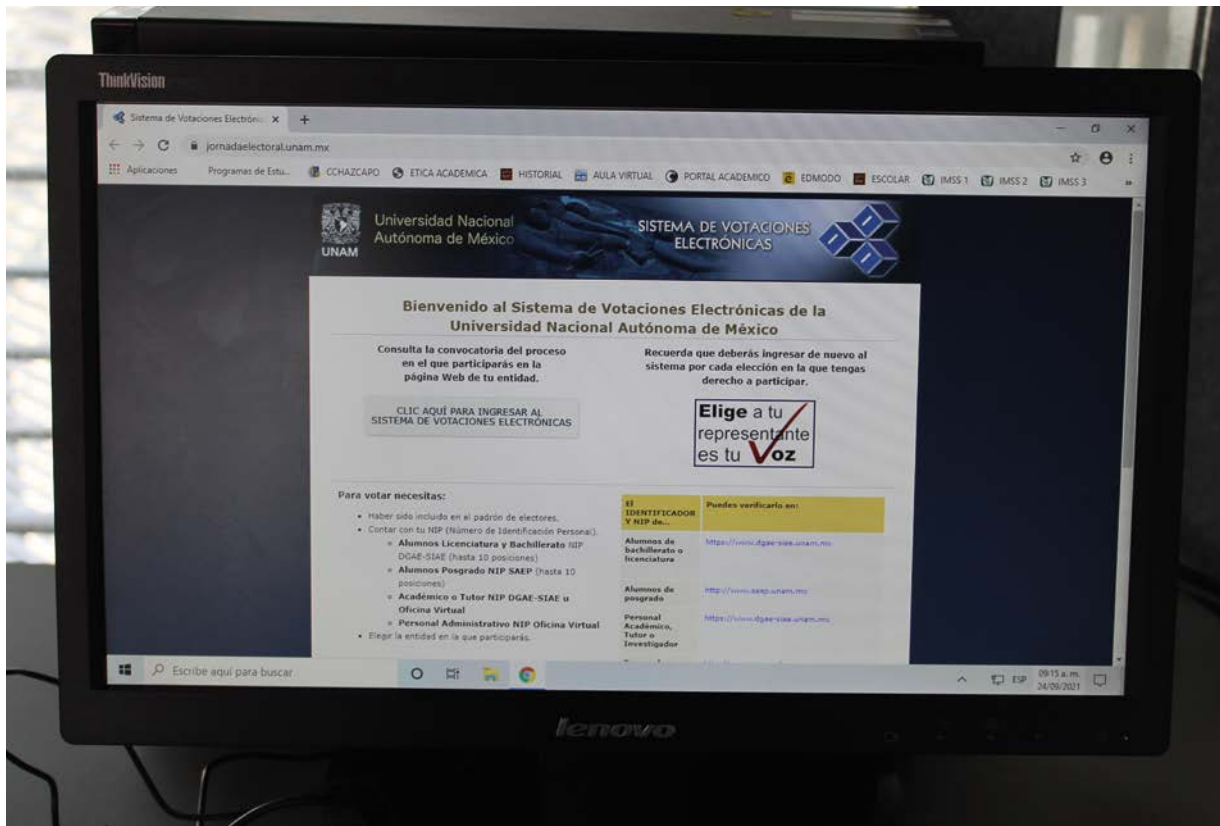 ThinkVision
Sistema de Votaciones Electrónic
jornadaelectoral.unam.mx
Aplicaciones Programas de Estu... CCHAZCAPO ETICA ACADEMICA HISTORIAL AULA VIRTUAL PORTAL ACADEMICO EDMODO ESCOLAR IMSS 1 IMSS 2 IMSS 3 »
UNAM
Universidad Nacional
Autónoma de México
SISTEMA DE VOTACIONES
ELECTRÓNICAS
Bienvenido al Sistema de Votaciones Electrónicas de la
Universidad Nacional Autónoma de México
Consulta la convocatoria del proceso
en el que participarás en la
página Web de tu entidad.
CLIC AQUÍ PARA INGRESAR AL
SISTEMA DE VOTACIONES ELECTRÓNICAS
Recuerda que deberás ingresar de nuevo al
sistema por cada elección en la que tengas
derecho a participar.
Elige a tu
representante
es tu Voz
Para votar necesitas:
Haber sido incluido en el padrón de electores.
Contar con tu NIP (Número de Identificación Personal).
Alumnos Licenciatura y Bachillerato NIP
DGAE-SIAE (hasta 10 posiciones)
Alumnos Posgrado NIP SAEP (hasta 10
posiciones)
Académico o Tutor NIP DGAE-SIAE u
Oficina Virtual
Personal Administrativo NIP Oficina Virtual
Elegir la entidad en la que participarás.
El
IDENTIFICADOR
Y NIP de...
Puedes verificarlo en:
Alumnos de
bachillerato o
licenciatura
https://www.dgae-siae.unam.mx
Alumnos de
posgrado
http://www.saep.unam.mx
Personal
Académico,
Tutor o
Investigador
https://www.dgae-siae.unam.mx
Escribe aquí para buscar
ESP
09:15 a. m.
24/09/2021
lenovo